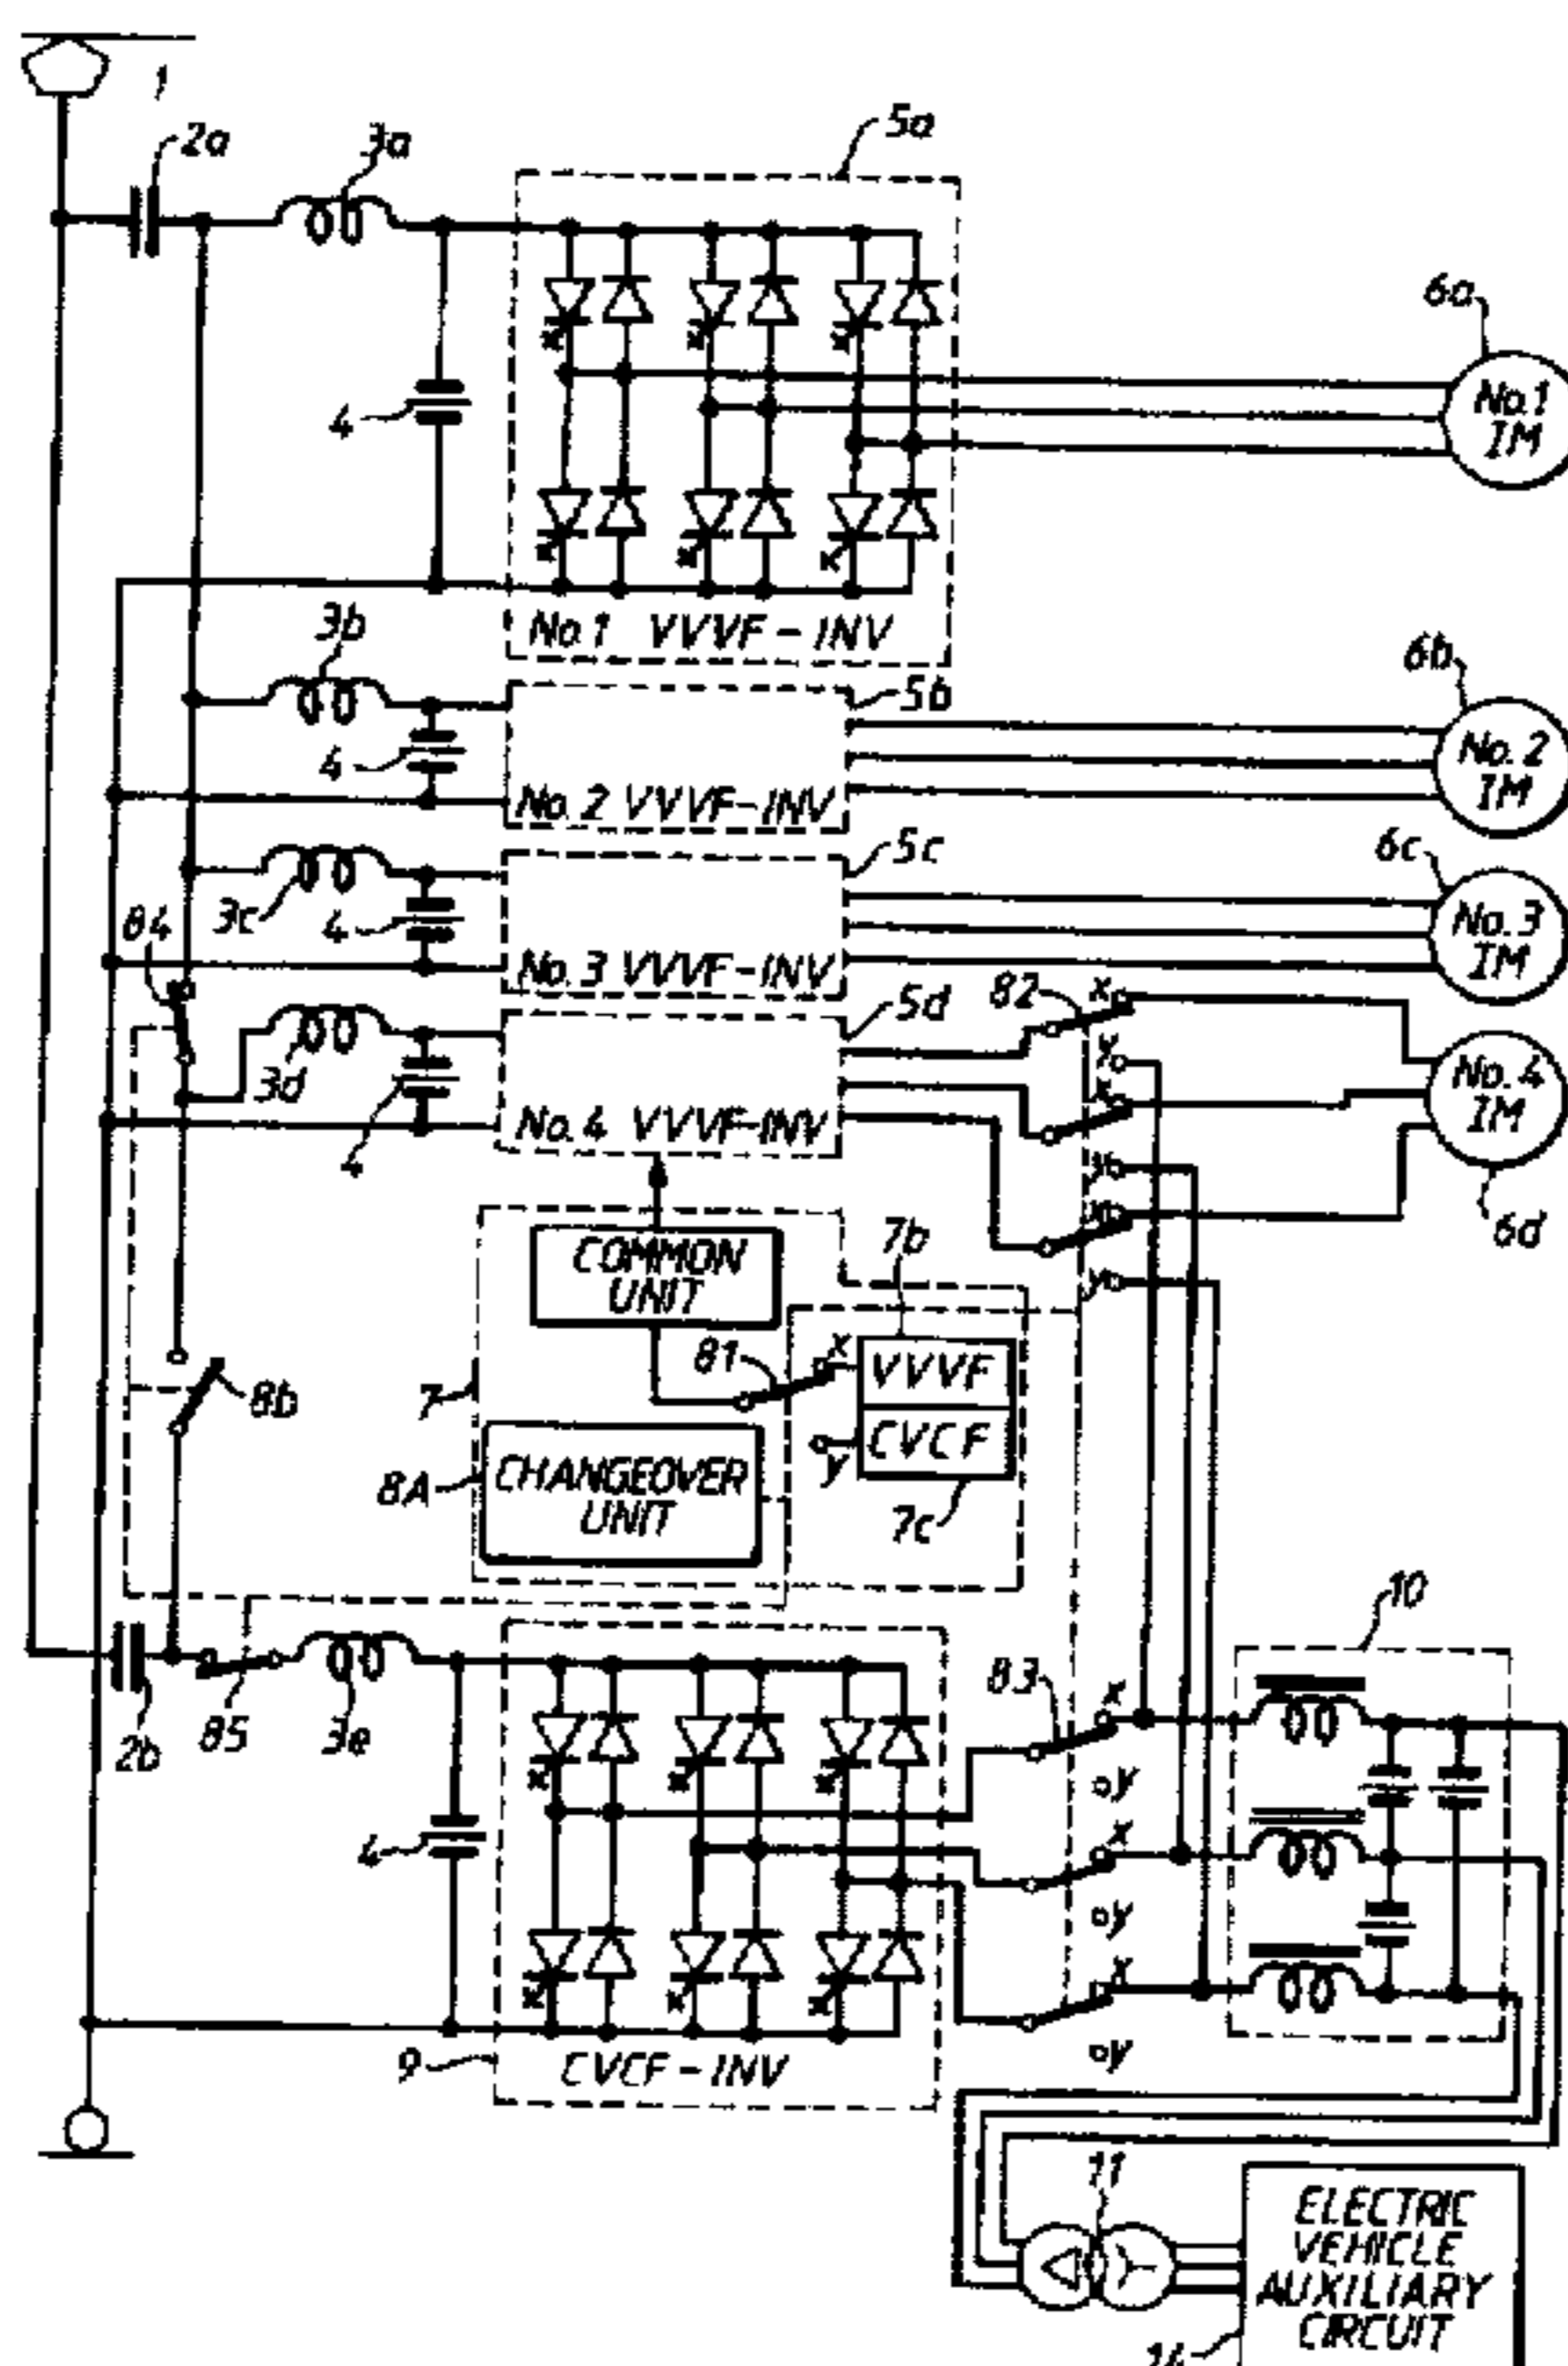 1
2a
3a
5a
6a
4
No.1
IM
No.1 VVVF-INV
3b
5b
6b
4
No.2
IM
No.2 VVVF-INV
5c
6c
3c
4
No.3
IM
84
No.3 VVVF-INV
82
x
5d
3d
y
x
No.4
IM
No.4 VVVF-INV
4
y
x
6d
COMMON
UNIT
7b
y
81
x
VVVF
7
8b
CVCF
8A
CHANGEOVER
UNIT
y
7c
10
83
x
2b
85
3e
x
x
x
y
4
x
y
x
x
x
x
y
9
CVCF-INV
11
ELECTRIC
VEHICLE
AUXILIARY
CIRCUIT
14